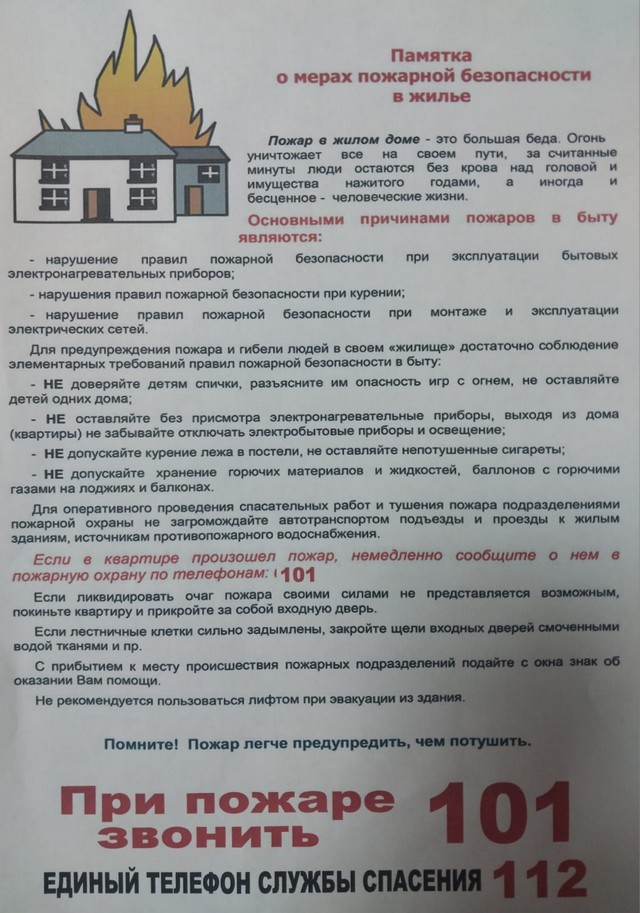 Памятка
о мерах пожарной безопасности
в жилье
Пожар в жилом доме - это большая беда. Огонь
уничтожает все на своем пути, за считанные
минуты люди остаются без крова над головой и
имущества нажитого годами, а иногда и
бесценное - человеческие жизни.
Основными причинами пожаров в быту
являются:
- нарушение правил пожарной безопасности при эксплуатации бытовых
электронагревательных приборов;
- нарушения правил пожарной безопасности при курении;
- нарушение правил пожарной безопасности при монтаже и эксплуатации
электрических сетей.
Для предупреждения пожара и гибели людей в своем «жилище» достаточно соблюдение
элементарных требований правил пожарной безопасности в быту:
- НЕ доверяйте детям спички, разъясните им опасность игр с огнем, не оставляйте
детей одних дома;
- НЕ оставляйте без присмотра электронагревательные приборы, выходя из дома
(квартиры) не забывайте отключать электробытовые приборы и освещение;
- НЕ допускайте курение лежа в постели, не оставляйте непотушенные сигареты;
- НЕ допускайте хранение горючих материалов и жидкостей, баллонов с горючими
газами на лоджиях и балконах.
Для оперативного проведения спасательных работ и тушения пожара подразделениями
пожарной охраны не загромождайте автотранспортом подъезды и проезды к жилым
зданиям, источникам противопожарного водоснабжения.
Если в квартире произошел пожар, немедленно сообщите о нем в
пожарную охрану по телефонам: 101
Если ликвидировать очаг пожара своими силами не представляется возможным,
покиньте квартиру и прикройте за собой входную дверь.
Если лестничные клетки сильно задымлены, закройте щели входных дверей смоченными
водой тканями и пр.
С прибытием к месту происшествия пожарных подразделений подайте с окна знак об
оказании Вам помощи.
Не рекомендуется пользоваться лифтом при эвакуации из здания.
Помните! Пожар легче предупредить, чем потушить.
При пожаре 101
звонить
ЕДИНЫЙ ТЕЛЕФОН СЛУЖБЫ СПАСЕНИЯ 112